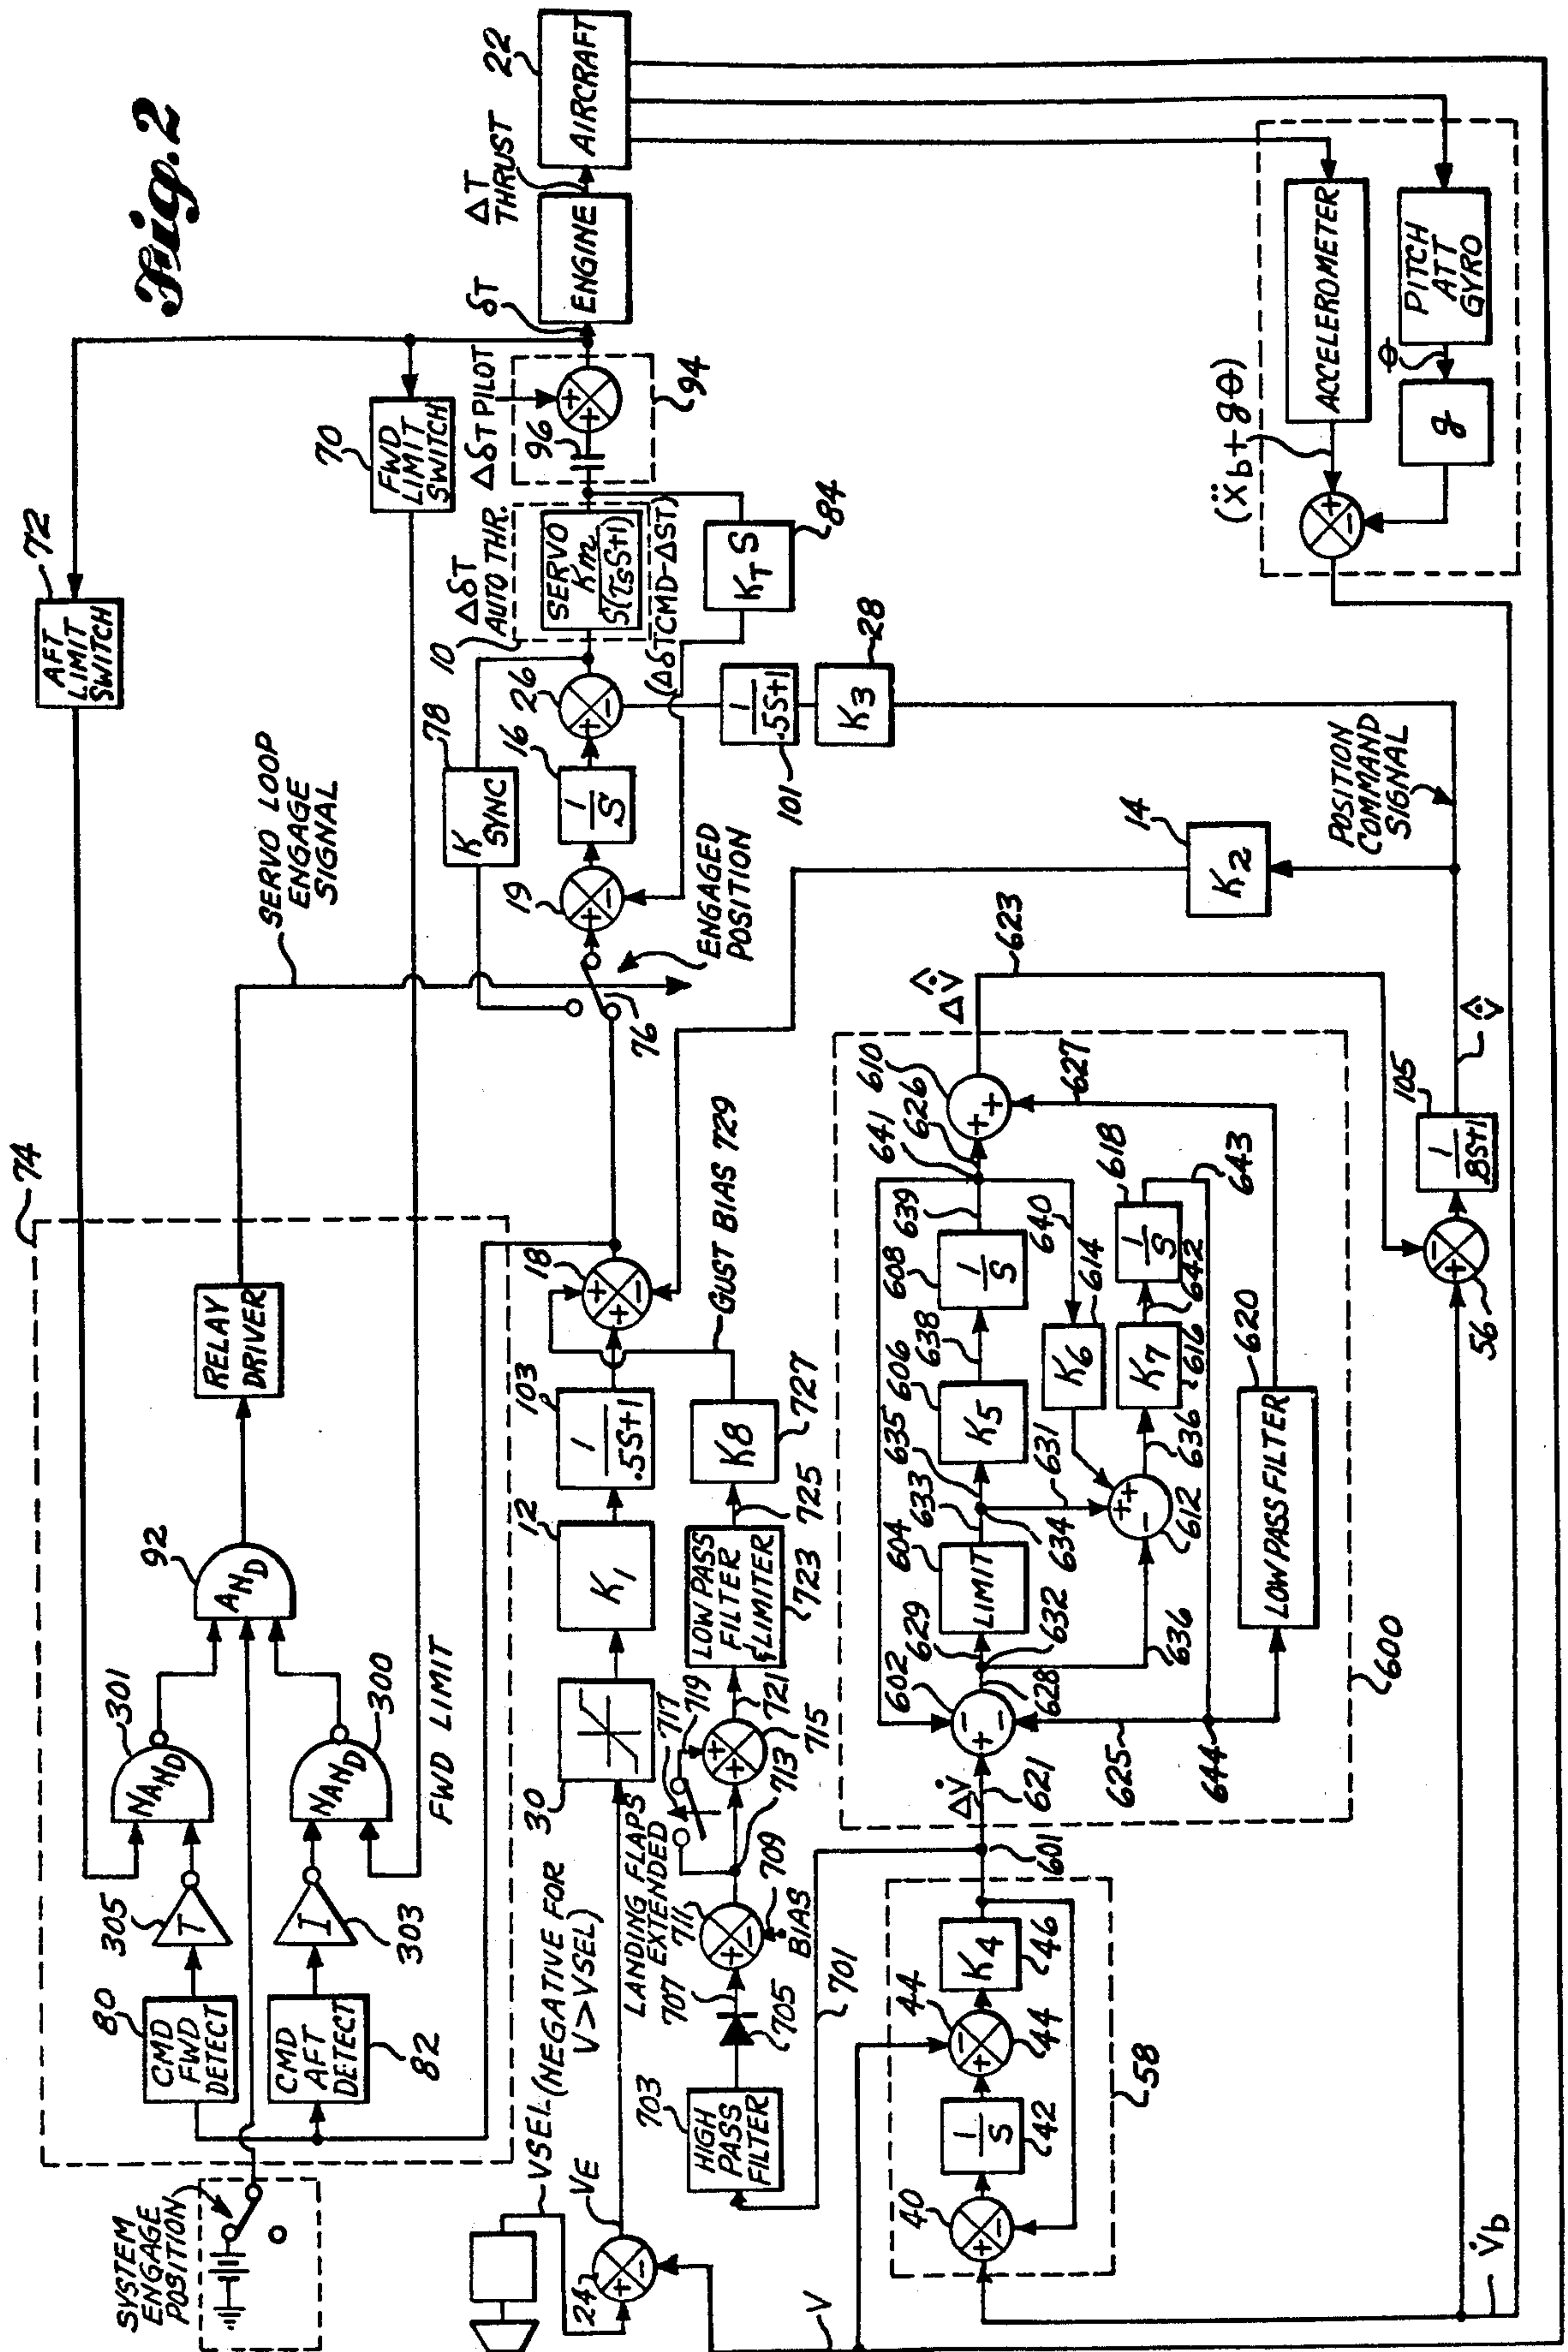 Fig. 2
SYSTEM
ENGAGE
POSITION
74
80
CMD
FWD
DETECT
CMD
AFT
DETECT
82
305
T
I
303
301
NAND
NAND
300
FWD LIMIT
92
AND
RELAY
DRIVER
SERVO LOOP
ENGAGE
SIGNAL
72
AFT
LIMIT
SWITCH
70
FWD
LIMIT
SWITCH
VSEL (NEGATIVE FOR
V > VSEL)
VE
24
+
-
30
12
K1
103
1
.5S+1
18
+
+
-
GUST BIAS 729
76
ENGAGED
POSITION
78
K
SYNC
19
+
-
16
1
S
26
+
-
10
ΔδT
AUTO THR.
SERVO
Km
S(τsS+1)
(ΔδTCMD-ΔST)
KT S
84
ΔδT PILOT
96
+
+
94
δT
ENGINE
ΔT
THRUST
AIRCRAFT
22
1
.5S+1
101
K3
28
703
HIGH
PASS
FILTER
705
707
711
+
-
709
BIAS
LANDING FLAPS
EXTENDED
717
719
713
+
+
715
721
LOW PASS
FILTER
&LIMITER
723
725
K8
727
701
14
K2
POSITION
COMMAND
SIGNAL
V
40
+
-
1
S
42
44
+
-
44
K4
46
58
601
ΔV̇
621
602
+
-
-
628
629
632
604
LIMIT
633
634
635
631
606
K5
638
608
1
S
639
641
626
610
+
+
627
640
614
K6
612
+
+
-
636
636
K7
616
642
1
S
618
643
625
644
LOW PASS FILTER
620
600
ΔV̇̂
623
56
+
-
105
1
8S+1
V̇̂
V̇b
(Ẍb+gθ)
+
-
ACCELEROMETER
PITCH
ATT
GYRO
θ
g